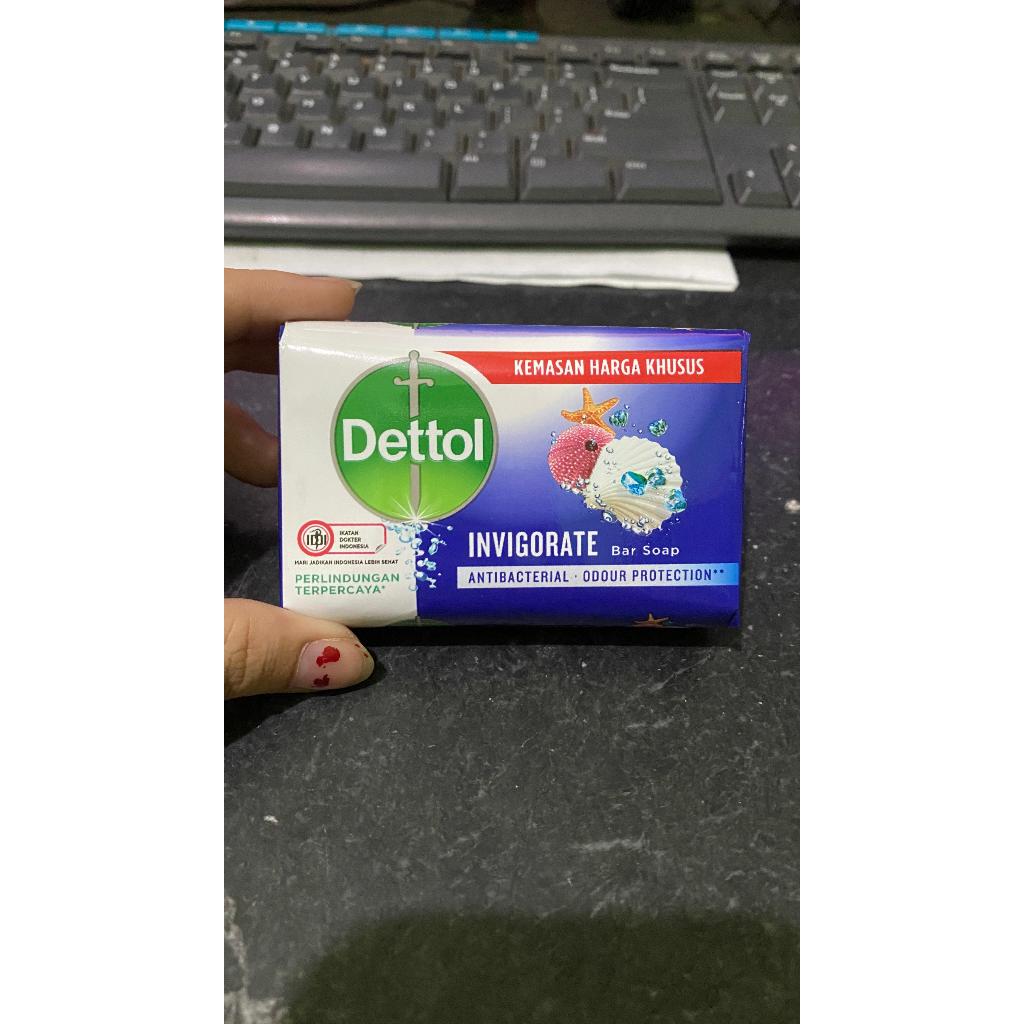 KEMASAN HARGA KHUSUS
Dettol
IDI
IKATAN
DOKTER
INDONESIA
MARI JADIKAN INDONESIA LEBIH SEHAT
PERLINDUNGAN
TERPERCAYA*
INVIGORATE Bar Soap
ANTIBACTERIAL · ODOUR PROTECTION**